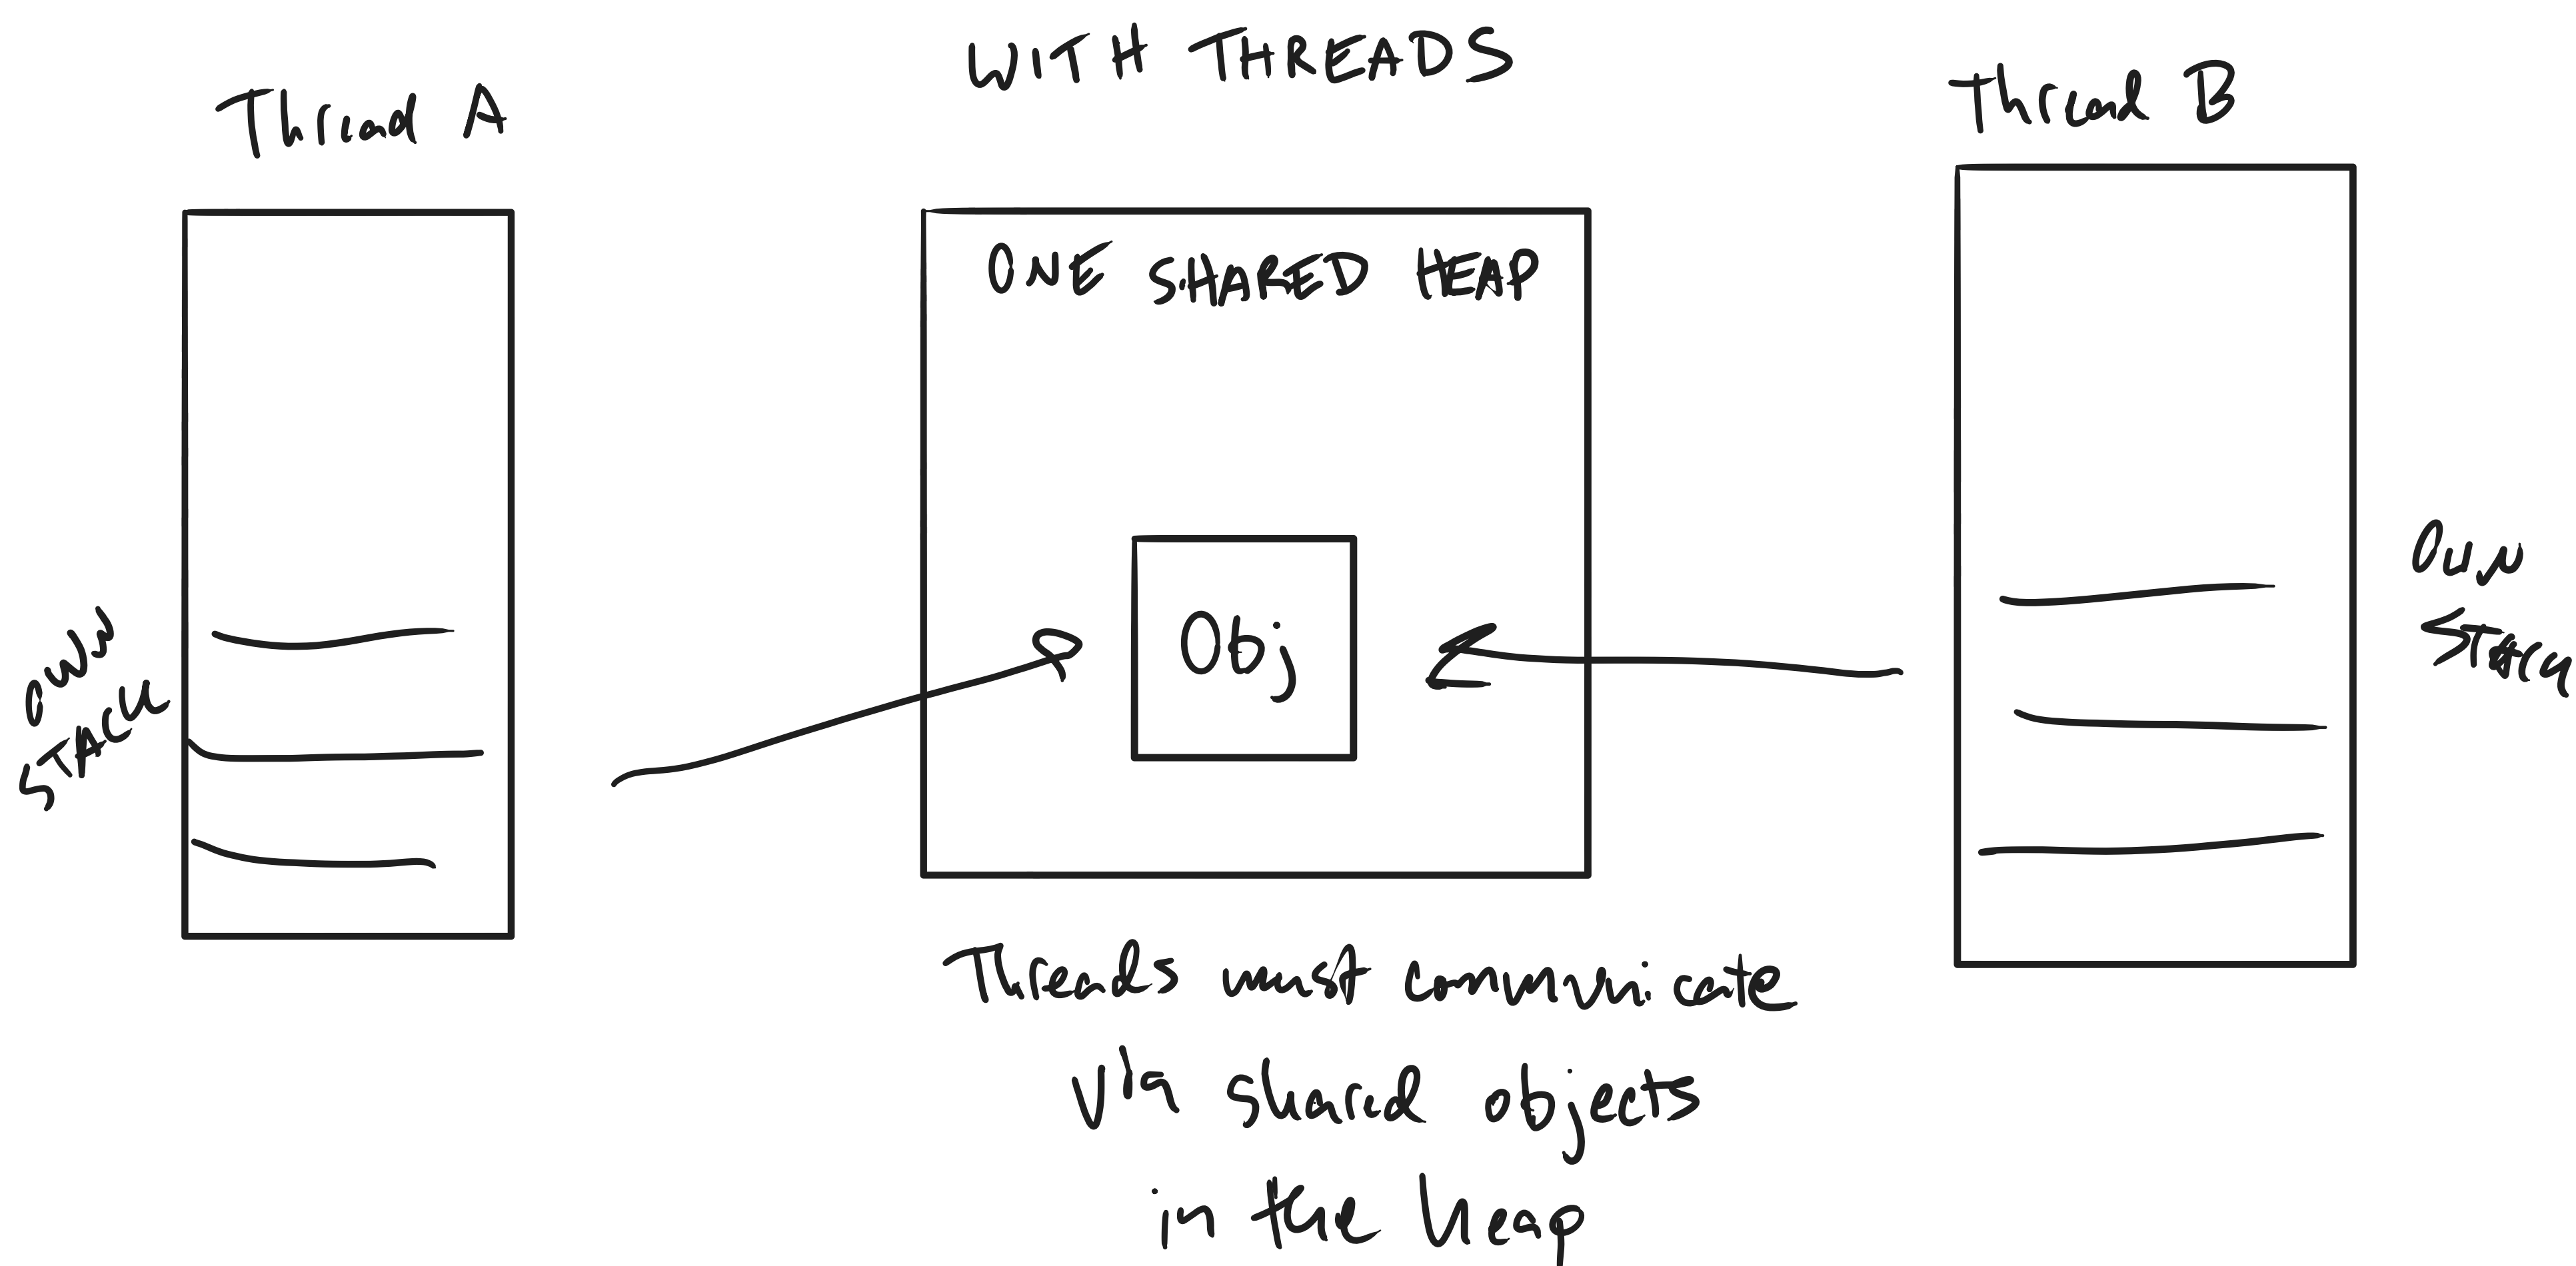 WITH THREADS
Thread A
Thread B
ONE SHARED HEAP
Obj
OWN
STACK
OWN
STACK
Threads must communicate
via shared objects
in the heap